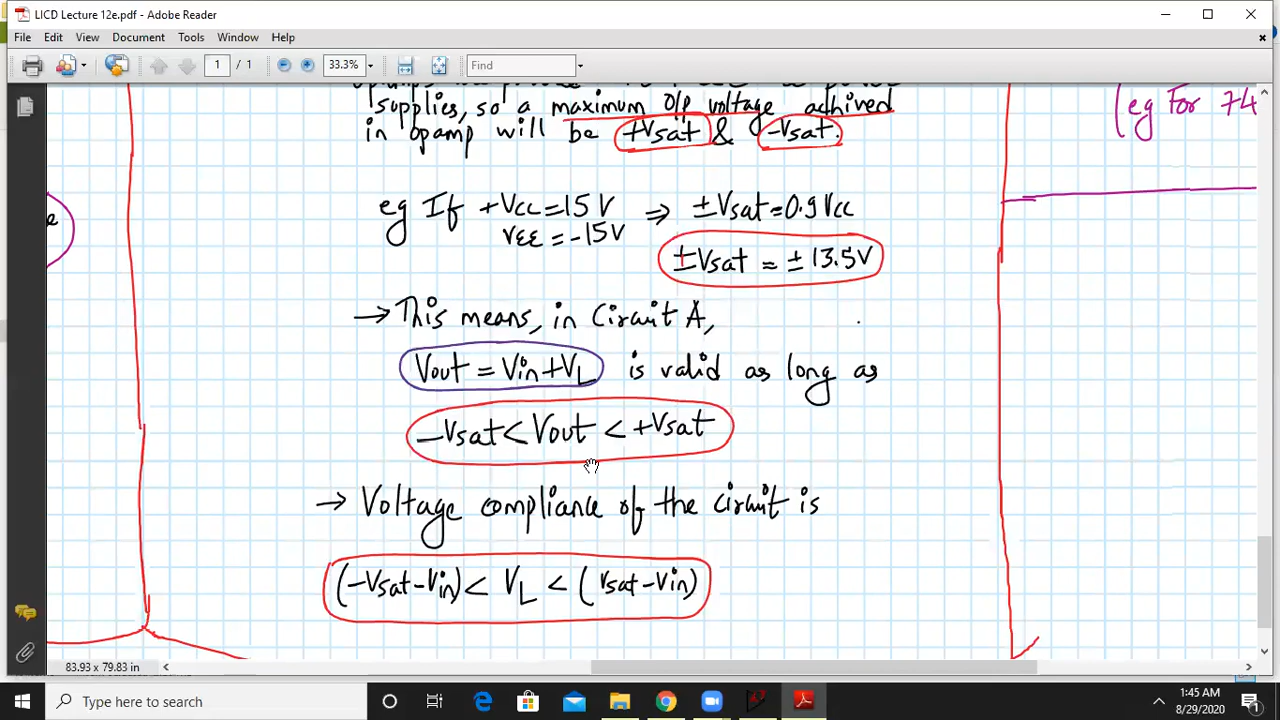 LICD Lecture 12e.pdf - Adobe Reader
File Edit View Document Tools Window Help
1 / 1 33.3% Find
supplies, so a maximum o/p voltage achived
in opamp will be +Vsat & -Vsat.
(eg For 74
e
eg If +VCC=15V ⇒ ±Vsat=0.9VCC
VEE=-15V
±Vsat = ±13.5V
→ This means, in Circuit A,
Vout = Vin+VL is valid as long as
-Vsat < Vout < +Vsat
→ Voltage compliance of the circuit is
(-Vsat-Vin) < VL < (Vsat-Vin)
83.93 x 79.83 in
Type here to search
1:45 AM
8/29/2020